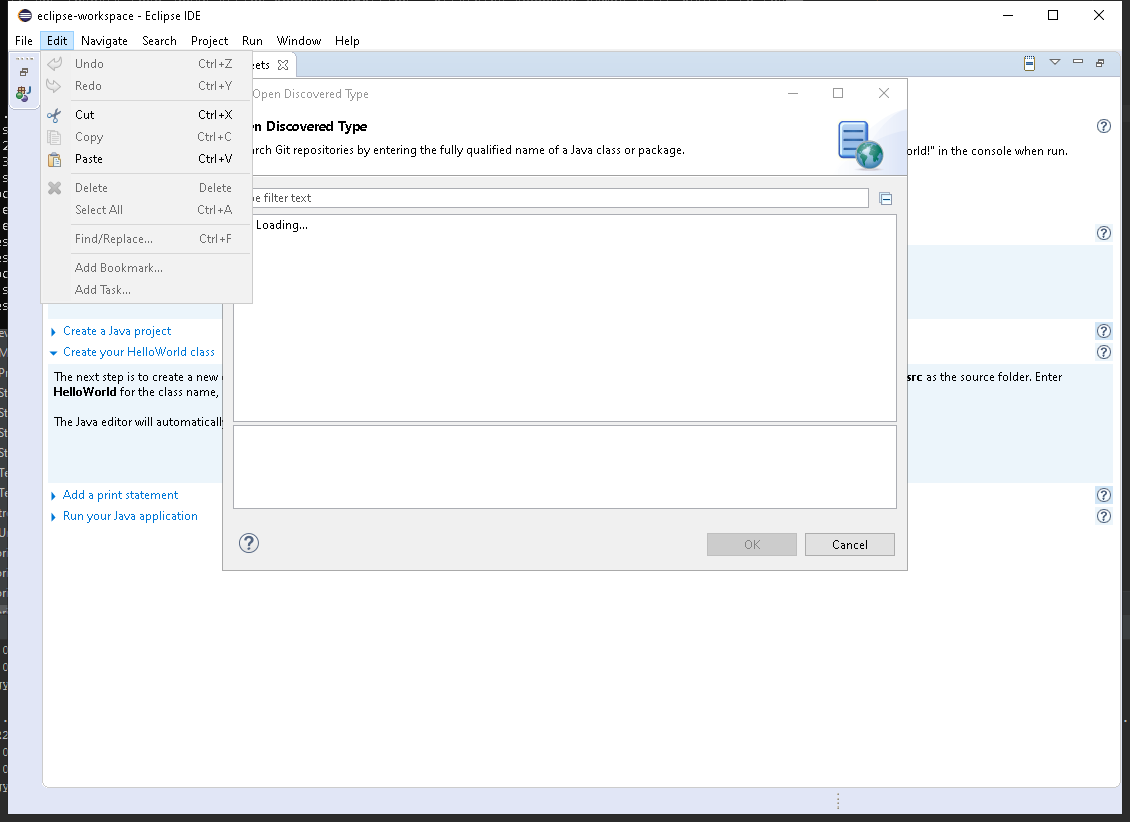 eclipse-workspace - Eclipse IDE
File Edit Navigate Search Project Run Window Help
Undo Ctrl+Z
Redo Ctrl+Y
Cut Ctrl+X
Copy Ctrl+C
Paste Ctrl+V
Delete Delete
Select All Ctrl+A
Find/Replace... Ctrl+F
Add Bookmark...
Add Task...
ets
Open Discovered Type
en Discovered Type
arch Git repositories by entering the fully qualified name of a Java class or package.
orld!" in the console when run.
pe filter text
Loading...
Create a Java project
Create your HelloWorld class
The next step is to create a new
src as the source folder. Enter
HelloWorld for the class name,
The Java editor will automatically
Add a print statement
Run your Java application
OK Cancel